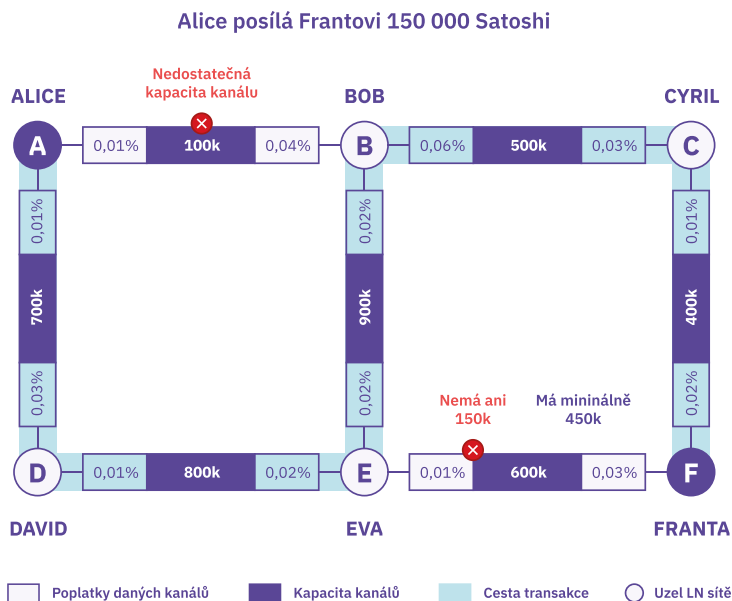 Alice posílá Frantovi 150 000 Satoshi
Nedostatečná
kapacita kanálu
ALICE
BOB
CYRIL
A
0,01%
100k
0,04%
B
0,06%
500k
0,03%
C
0,01%
700k
0,03%
0,02%
900k
0,02%
0,01%
400k
0,02%
Nemá ani
150k
Má mininálně
450k
D
0,01%
800k
0,02%
E
0,01%
600k
0,03%
F
DAVID
EVA
FRANTA
Poplatky daných kanálů
Kapacita kanálů
Cesta transakce
Uzel LN sítě